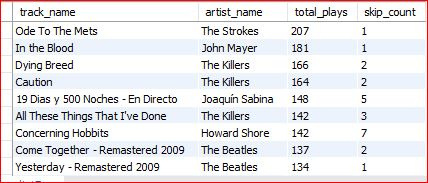 track_name artist_name total_plays skip_count
Ode To The Mets The Strokes 207 1
In the Blood John Mayer 181 1
Dying Breed The Killers 166 2
Caution The Killers 164 2
19 Dias y 500 Noches - En Directo Joaquín Sabina 148 5
All These Things That I've Done The Killers 142 3
Concerning Hobbits Howard Shore 142 7
Come Together - Remastered 2009 The Beatles 137 2
Yesterday - Remastered 2009 The Beatles 134 1